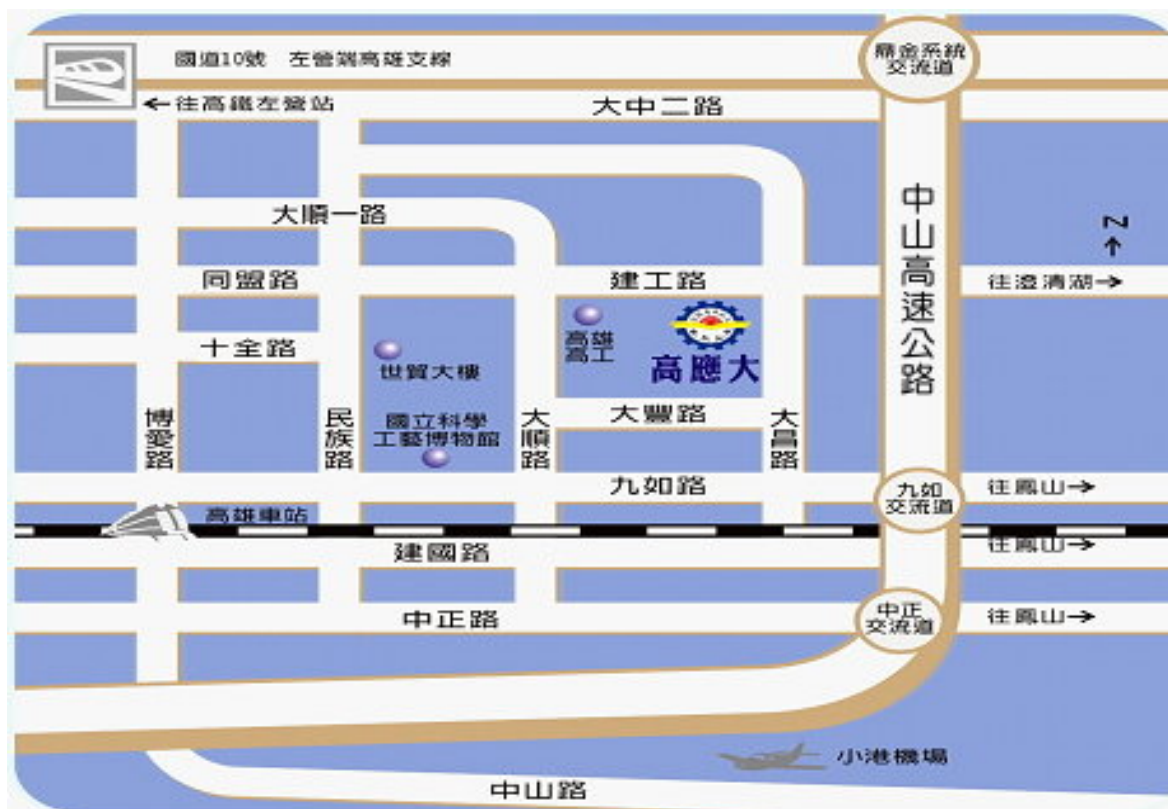 國道10號 左營端高雄支線
鼎金系統
交流道
←往高鐵左營站
大中二路
中山高速公路
大順一路
N
同盟路
建工路
往澄清湖→
十全路
高雄
高工
高應大
世貿大樓
博愛路
民族路
國立科學
工藝博物館
大順路
大豐路
大昌路
九如路
九如
交流道
往鳳山→
高雄車站
建國路
往鳳山→
中正路
中正
交流道
往鳳山→
小港機場
中山路